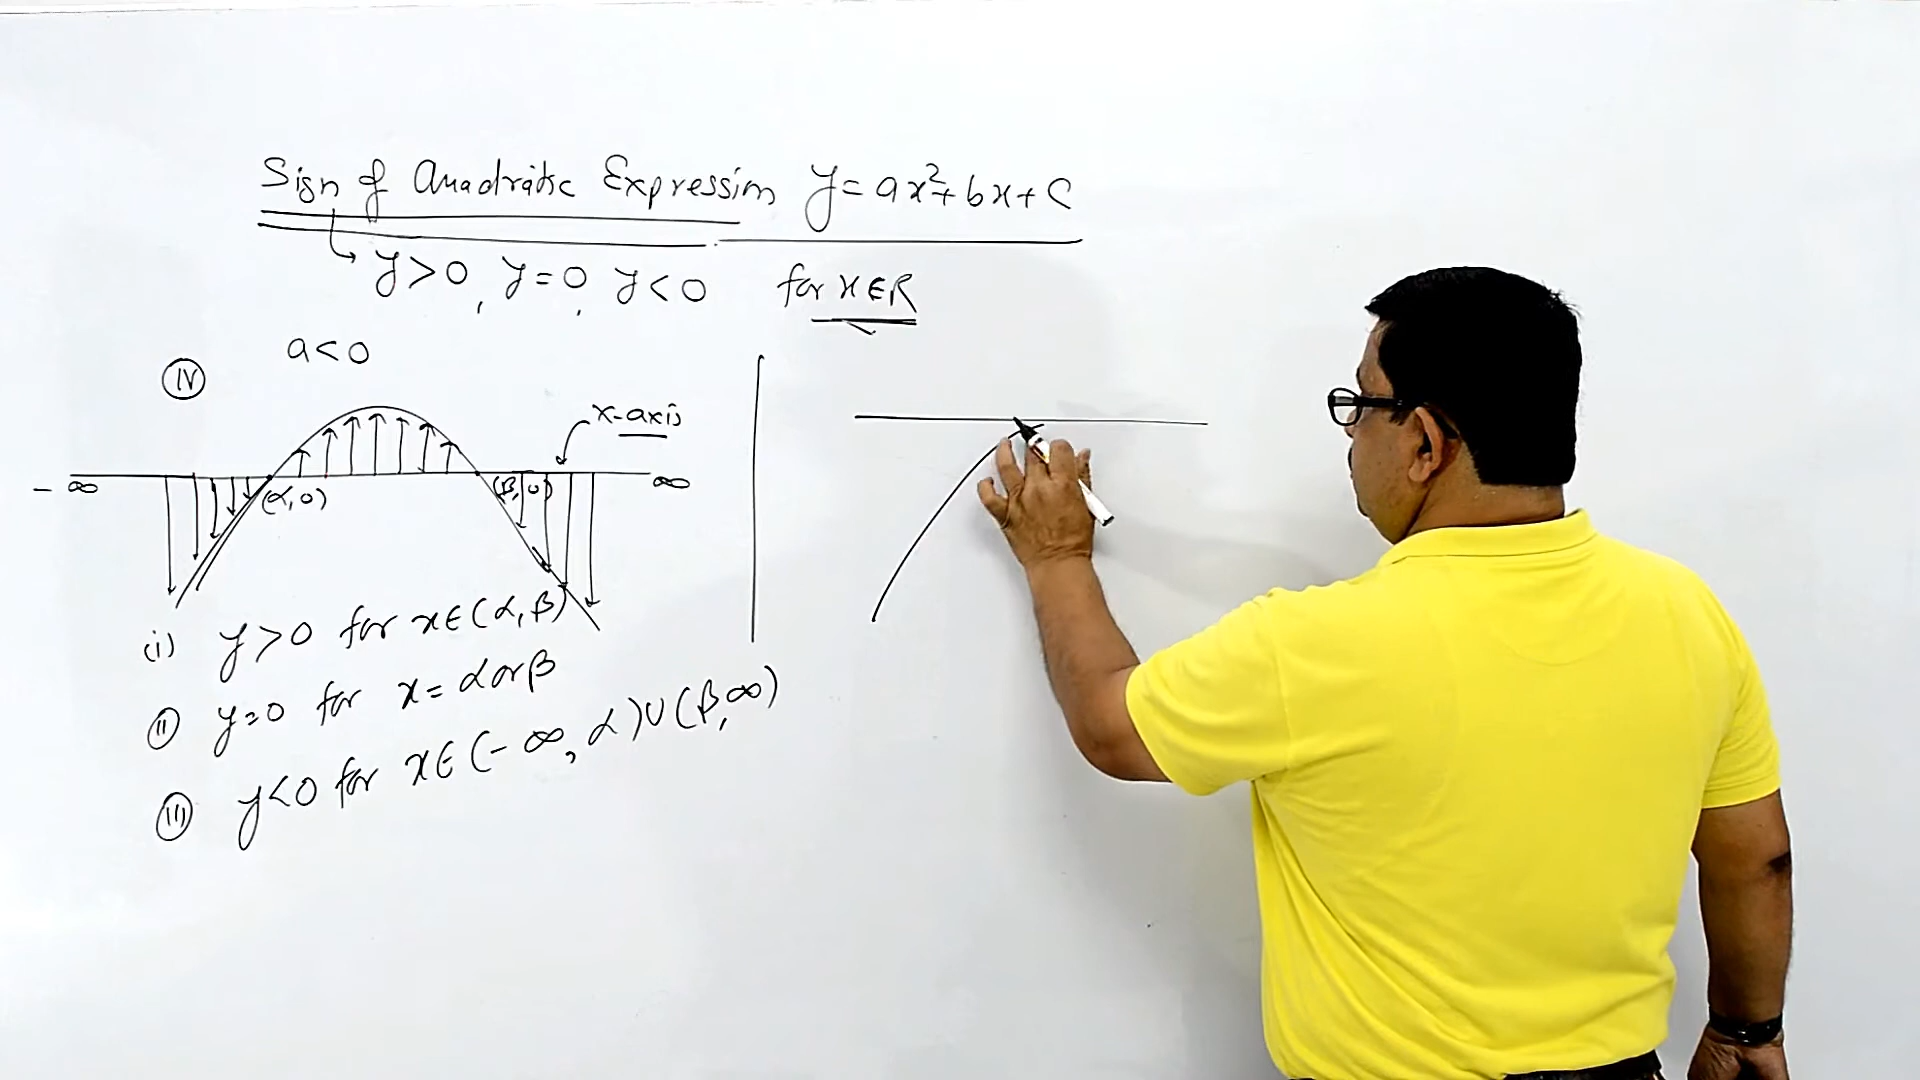 Sign of Quadratic Expression y = ax²+bx+c
y>0, y=0, y<0 for x∈R
a<0
(IV)
x-axis
-∞ (α,0) (β,0) ∞
(i) y>0 for x∈(α,β)
(ii) y=0 for x=α or β
(iii) y<0 for x∈(-∞,α)∪(β,∞)